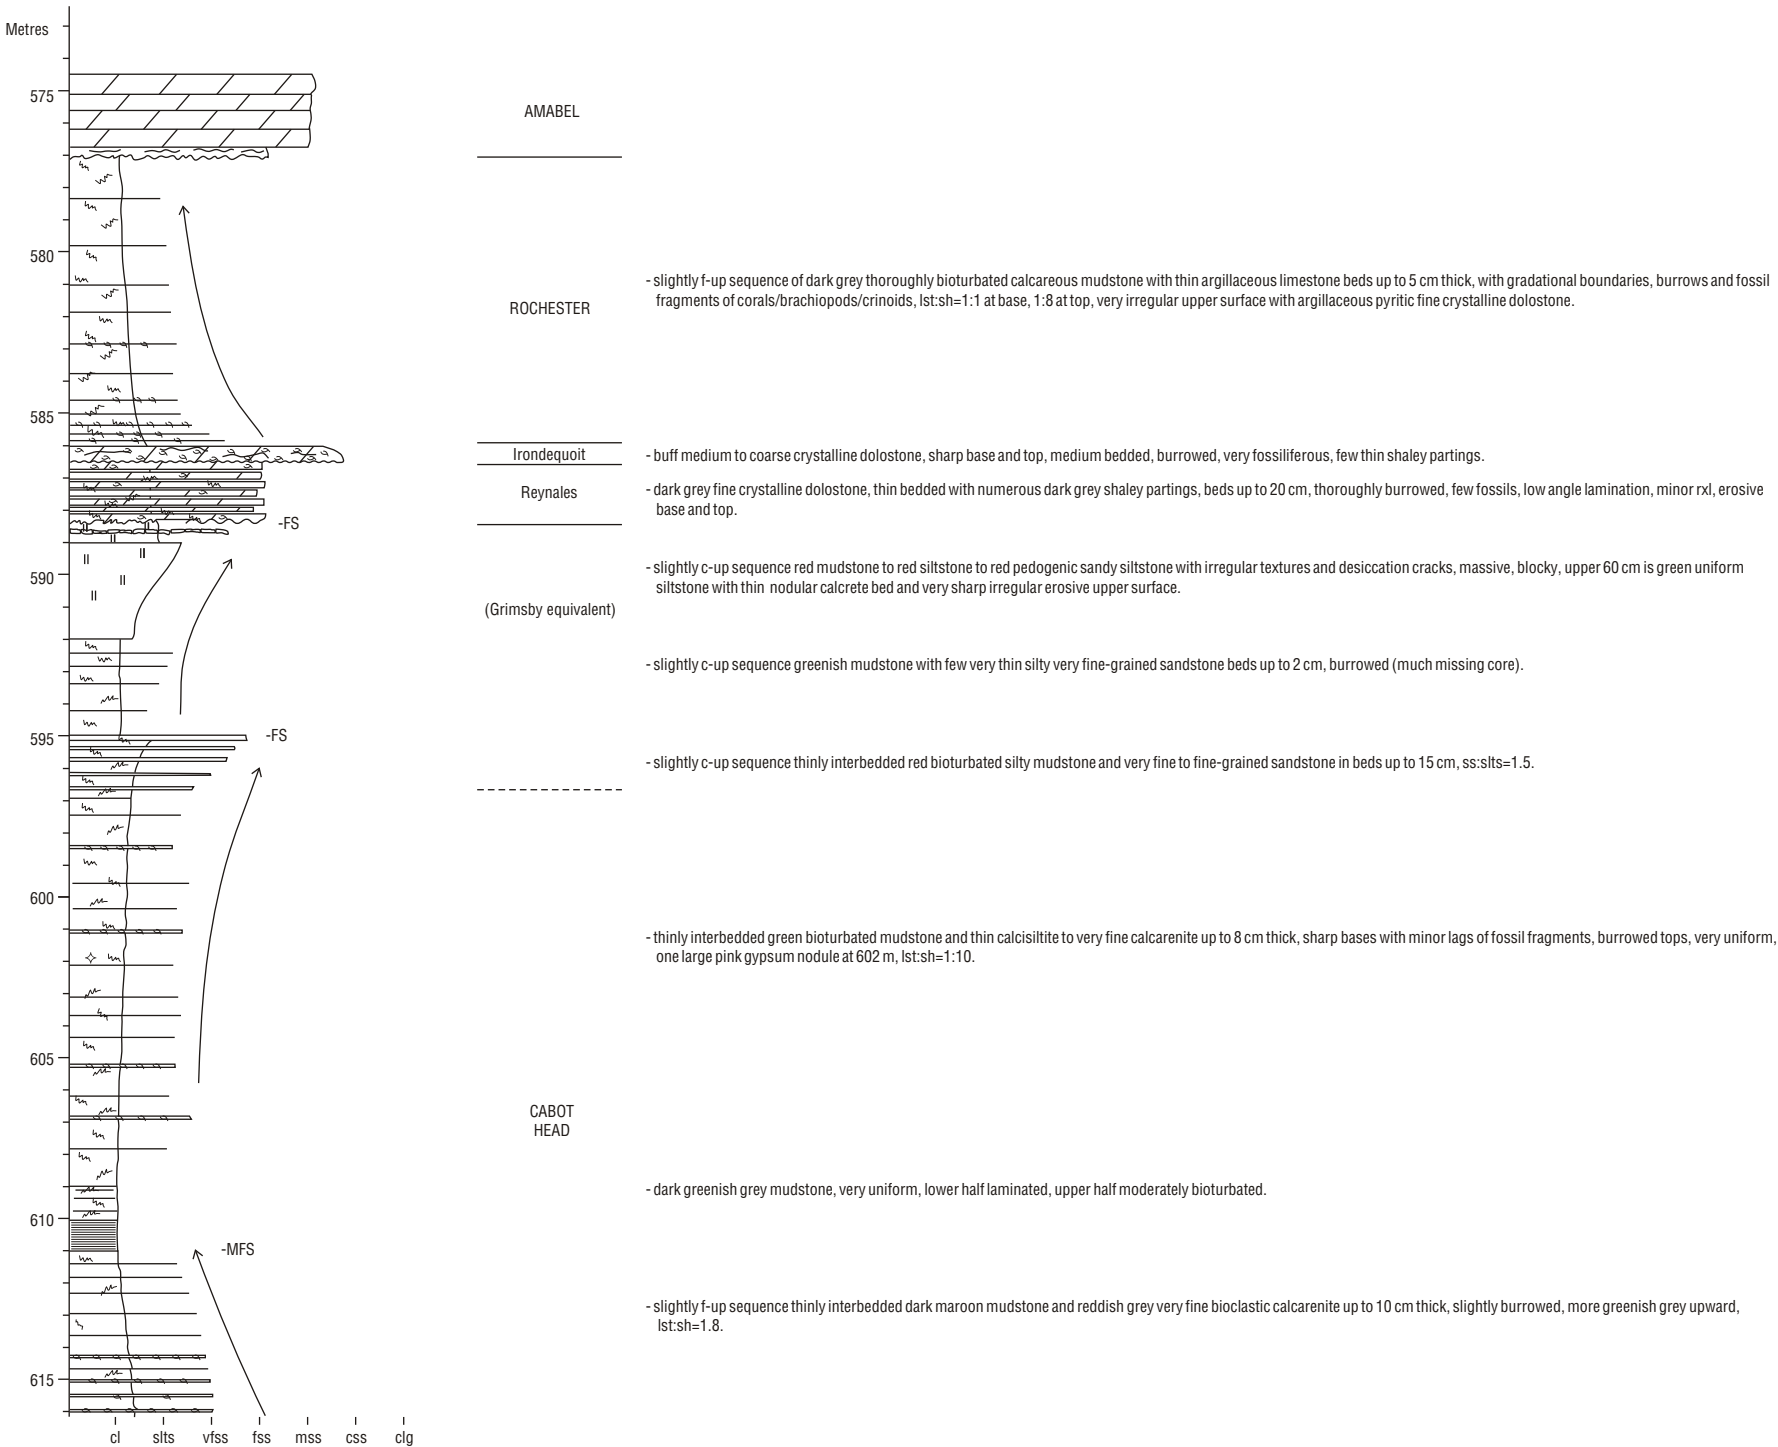 Metres
575
AMABEL
580
- slightly f-up sequence of dark grey thoroughly bioturbated calcareous mudstone with thin argillaceous limestone beds up to 5 cm thick, with gradational boundaries, burrows and fossil
fragments of corals/brachiopods/crinoids, lst:sh=1:1 at base, 1:8 at top, very irregular upper surface with argillaceous pyritic fine crystalline dolostone.
ROCHESTER
585
Irondequoit
- buff medium to coarse crystalline dolostone, sharp base and top, medium bedded, burrowed, very fossiliferous, few thin shaley partings.
Reynales
- dark grey fine crystalline dolostone, thin bedded with numerous dark grey shaley partings, beds up to 20 cm, thoroughly burrowed, few fossils, low angle lamination, minor rxl, erosive
base and top.
-FS
590
- slightly c-up sequence red mudstone to red siltstone to red pedogenic sandy siltstone with irregular textures and desiccation cracks, massive, blocky, upper 60 cm is green uniform
siltstone with thin nodular calcrete bed and very sharp irregular erosive upper surface.
(Grimsby equivalent)
- slightly c-up sequence greenish mudstone with few very thin silty very fine-grained sandstone beds up to 2 cm, burrowed (much missing core).
595
-FS
- slightly c-up sequence thinly interbedded red bioturbated silty mudstone and very fine to fine-grained sandstone in beds up to 15 cm, ss:slts=1.5.
600
- thinly interbedded green bioturbated mudstone and thin calcisiltite to very fine calcarenite up to 8 cm thick, sharp bases with minor lags of fossil fragments, burrowed tops, very uniform,
one large pink gypsum nodule at 602 m, lst:sh=1:10.
605
CABOT
HEAD
- dark greenish grey mudstone, very uniform, lower half laminated, upper half moderately bioturbated.
610
-MFS
- slightly f-up sequence thinly interbedded dark maroon mudstone and reddish grey very fine bioclastic calcarenite up to 10 cm thick, slightly burrowed, more greenish grey upward,
lst:sh=1.8.
615
cl slts vfss fss mss css clg